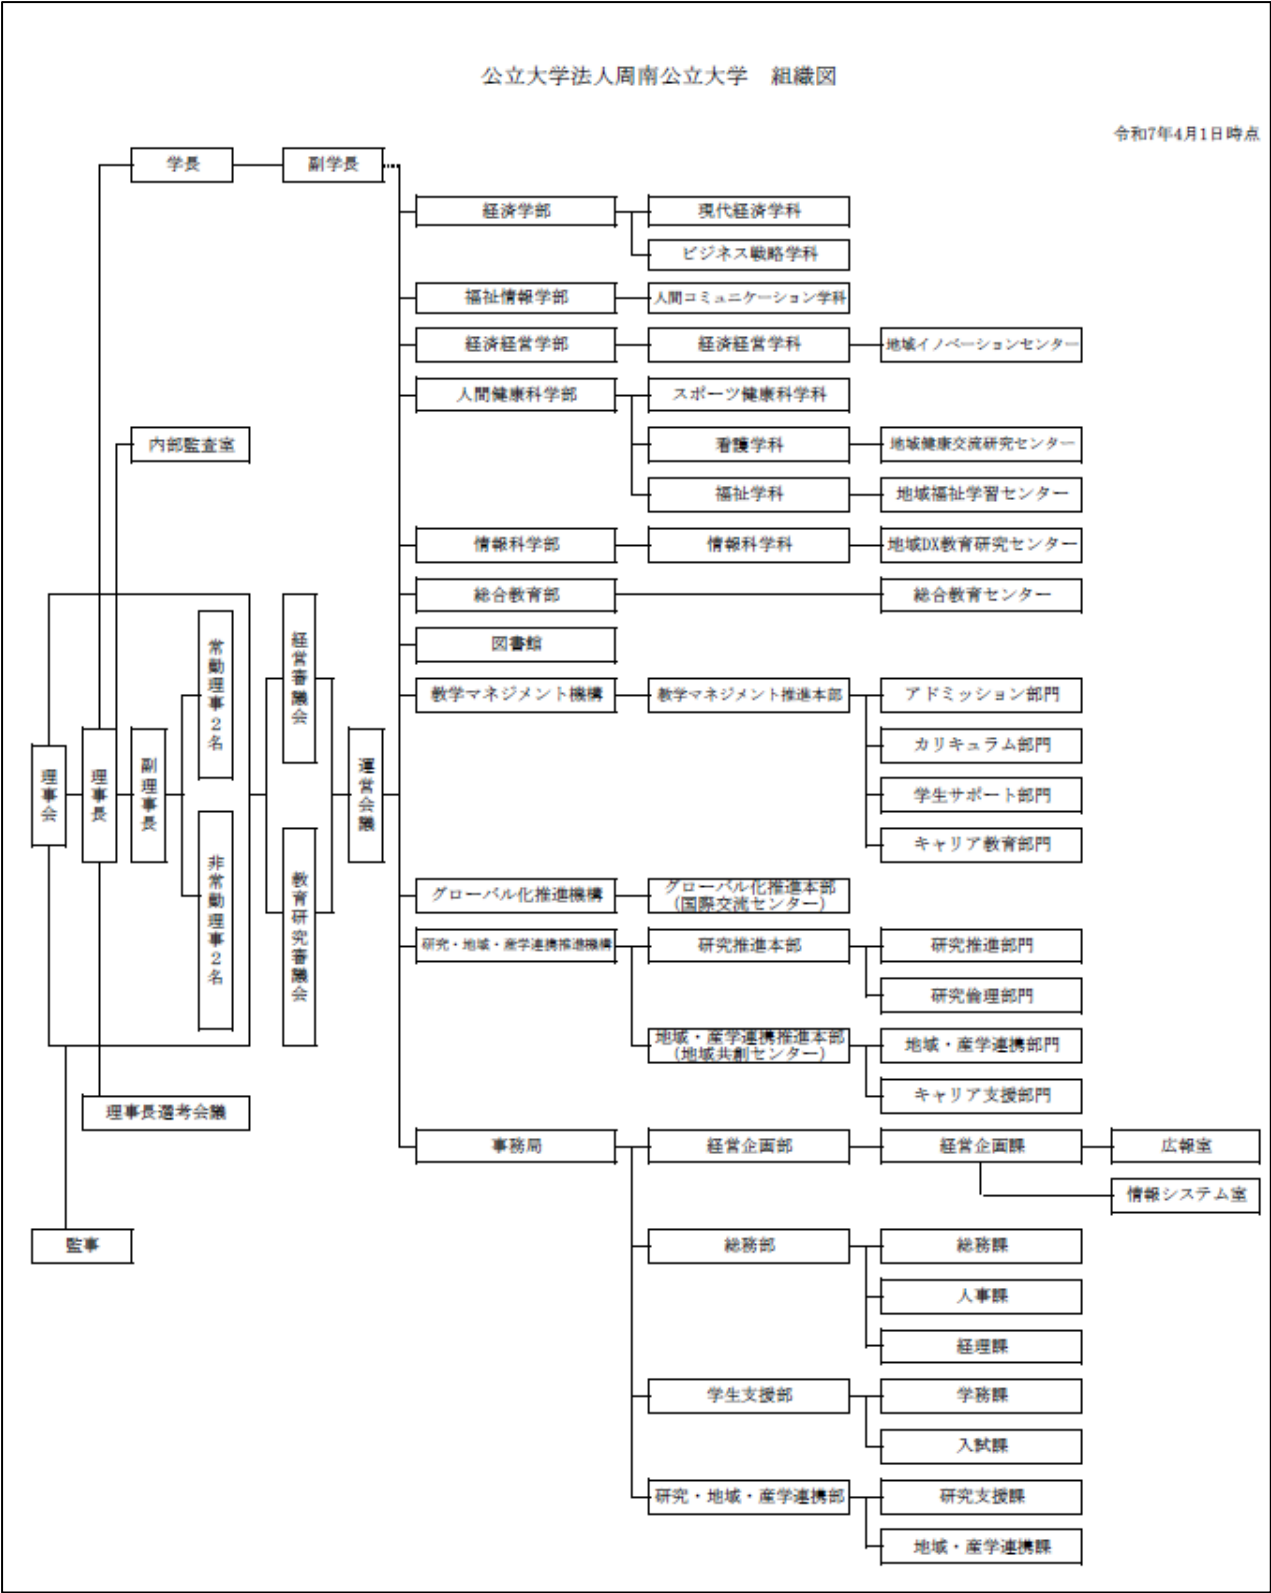 公立大学法人周南公立大学　組織図
令和7年4月1日時点
学長
副学長
経済学部
現代経済学科
ビジネス戦略学科
福祉情報学部
人間コミュニケーション学科
経済経営学部
経済経営学科
地域イノベーションセンター
人間健康科学部
スポーツ健康科学科
内部監査室
看護学科
地域健康交流研究センター
福祉学科
地域福祉学習センター
情報科学部
情報科学科
地域DX教育研究センター
総合教育部
総合教育センター
図書館
教学マネジメント機構
教学マネジメント推進本部
アドミッション部門
カリキュラム部門
学生サポート部門
キャリア教育部門
理事会
理事長
副理事長
常勤理事2名
非常勤理事2名
経営審議会
教育研究審議会
運営会議
グローバル化推進機構
グローバル化推進本部
（国際交流センター）
研究・地域・産学連携推進機構
研究推進本部
研究推進部門
研究倫理部門
地域・産学連携推進本部
（地域共創センター）
地域・産学連携部門
キャリア支援部門
理事長選考会議
監事
事務局
経営企画部
経営企画課
広報室
情報システム室
総務部
総務課
人事課
経理課
学生支援部
学務課
入試課
研究・地域・産学連携部
研究支援課
地域・産学連携課